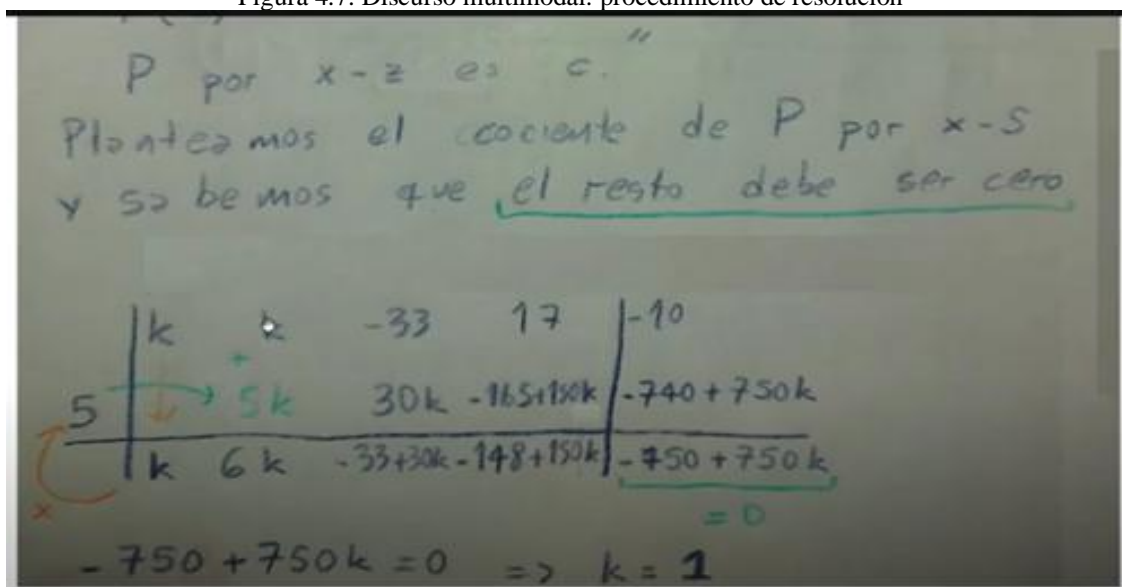 Figura 4.7. Discurso multimodal: procedimiento de resolución
P por x-z es c."
Planteamos el cociente de P por x-5
y sabemos que el resto debe ser cero
k k -33 17 -10
+
5 5k 30k -165+150k -740+750k
k 6k -33+30k -148+150k -750+750k
x
=0
-750+750k=0 => k=1